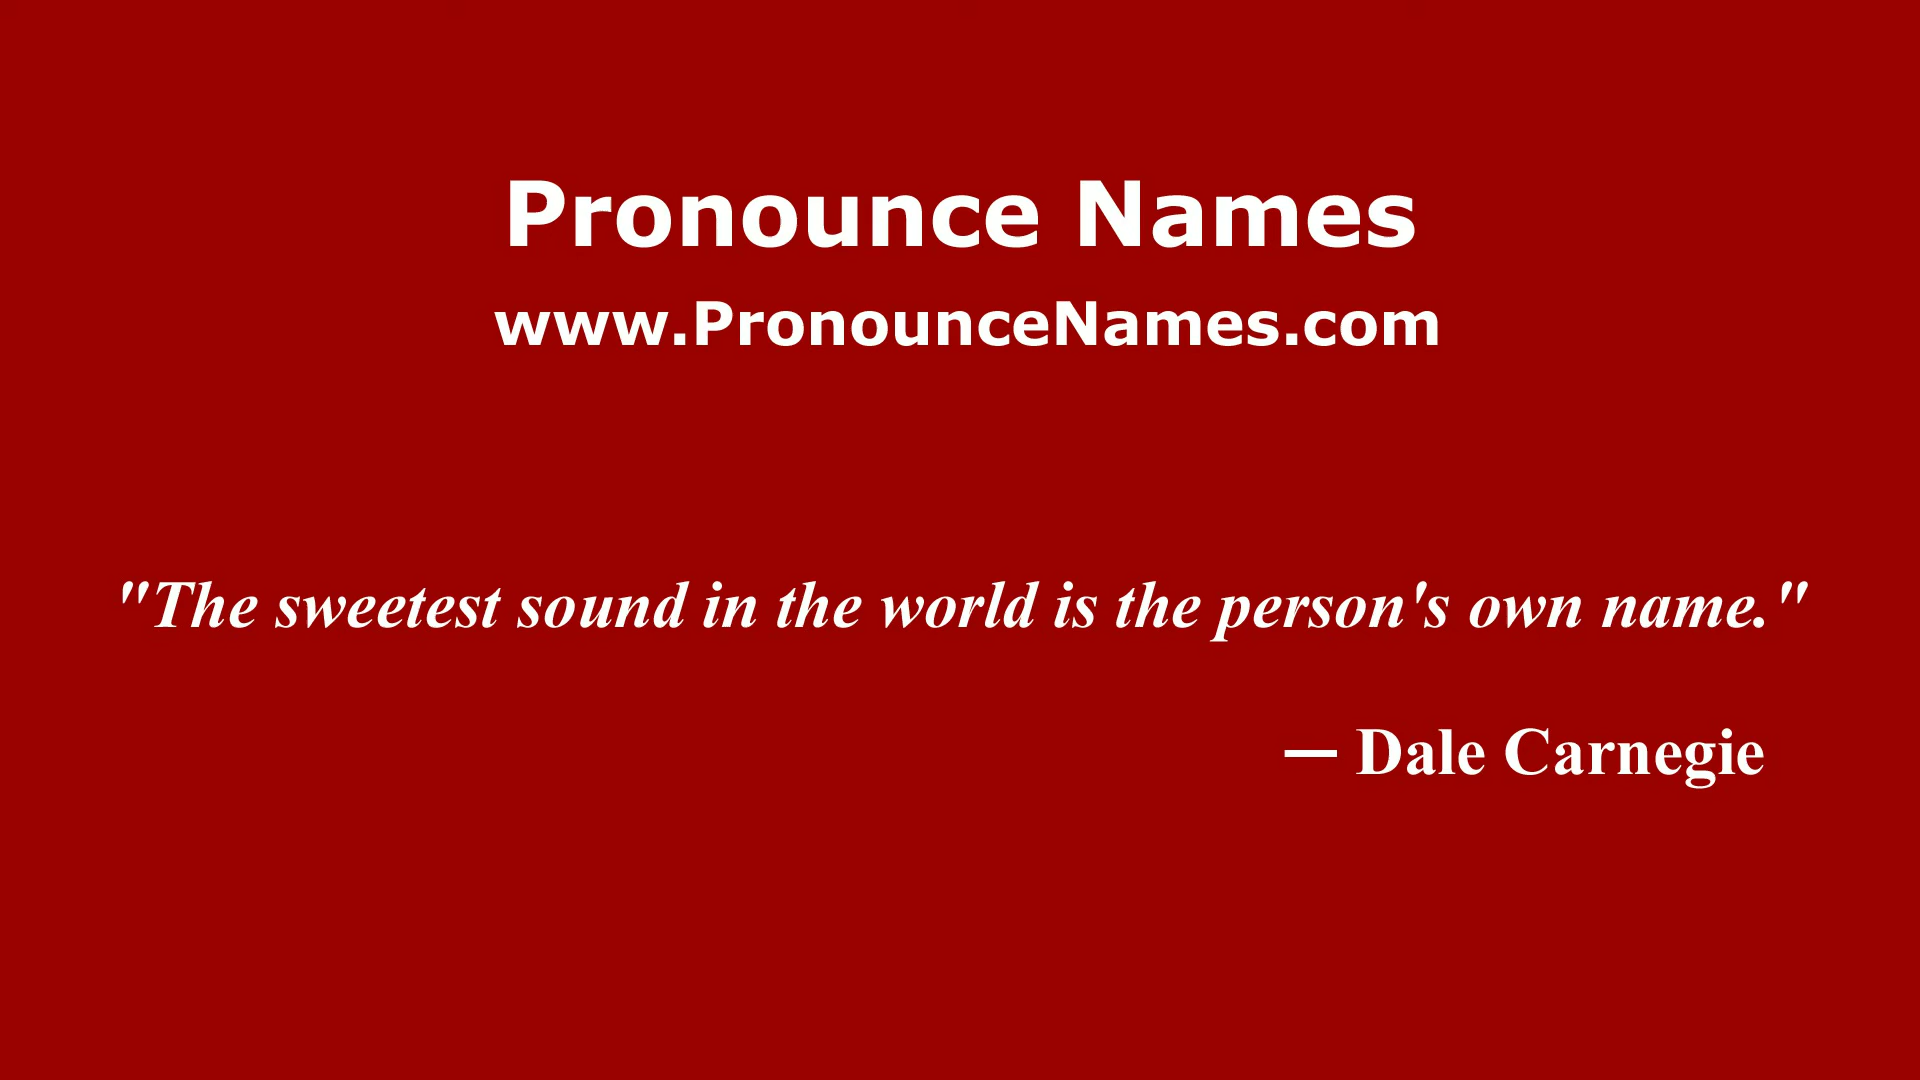 Pronounce Names
www.PronounceNames.com
"The sweetest sound in the world is the person's own name."
— Dale Carnegie